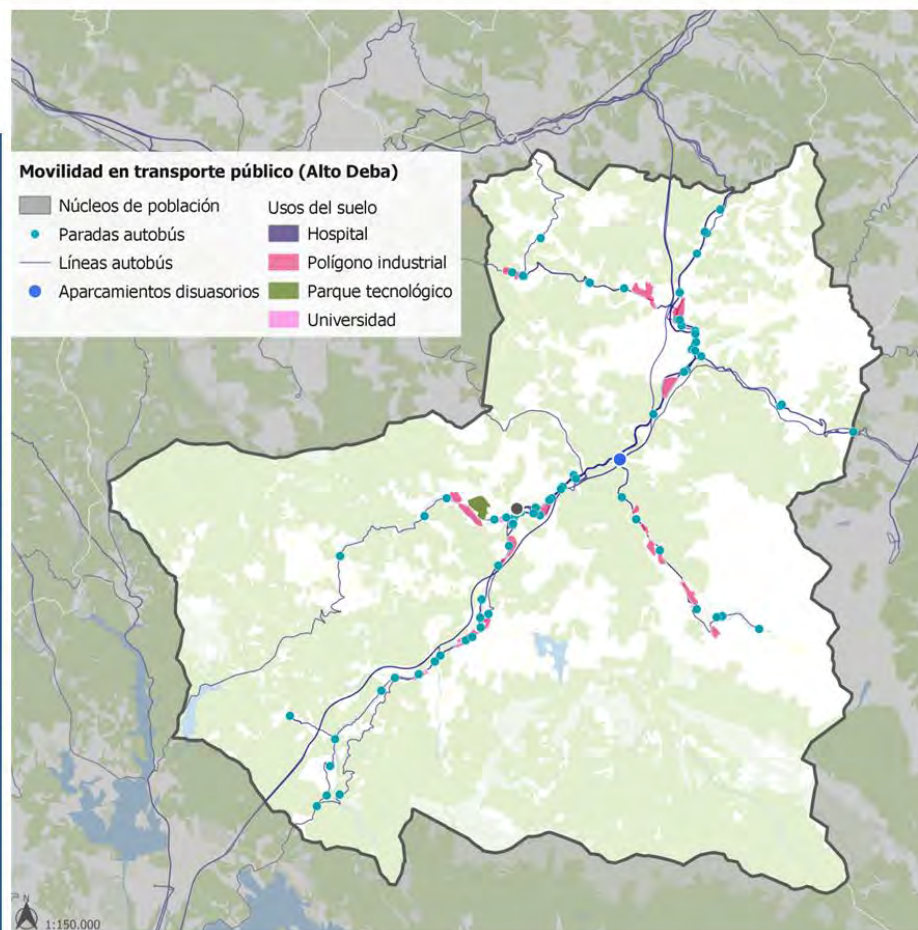 Movilidad en transporte público (Alto Deba)
Núcleos de población
Paradas autobús
Líneas autobús
Aparcamientos disuasorios
Usos del suelo
Hospital
Polígono industrial
Parque tecnológico
Universidad
N
1:150.000